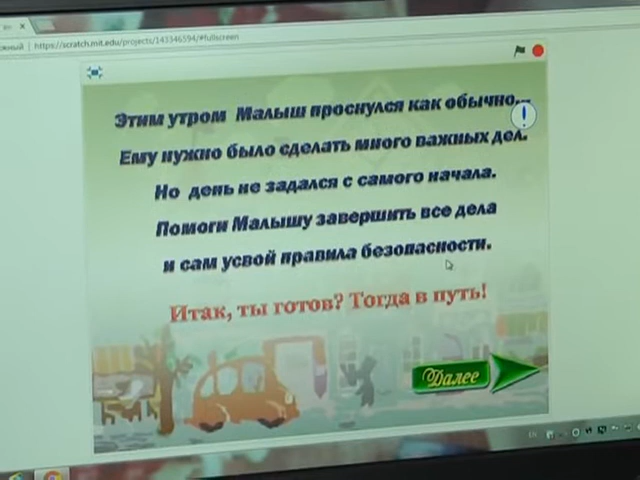 https://scratch.mit.edu/projects/143346594/#fullscreen
Этим утром Малыш проснулся как обычно...
Ему нужно было сделать много важных дел.
Но день не задался с самого начала.
Помоги Малышу завершить все дела
и сам усвой правила безопасности.
Итак, ты готов? Тогда в путь!
Далее